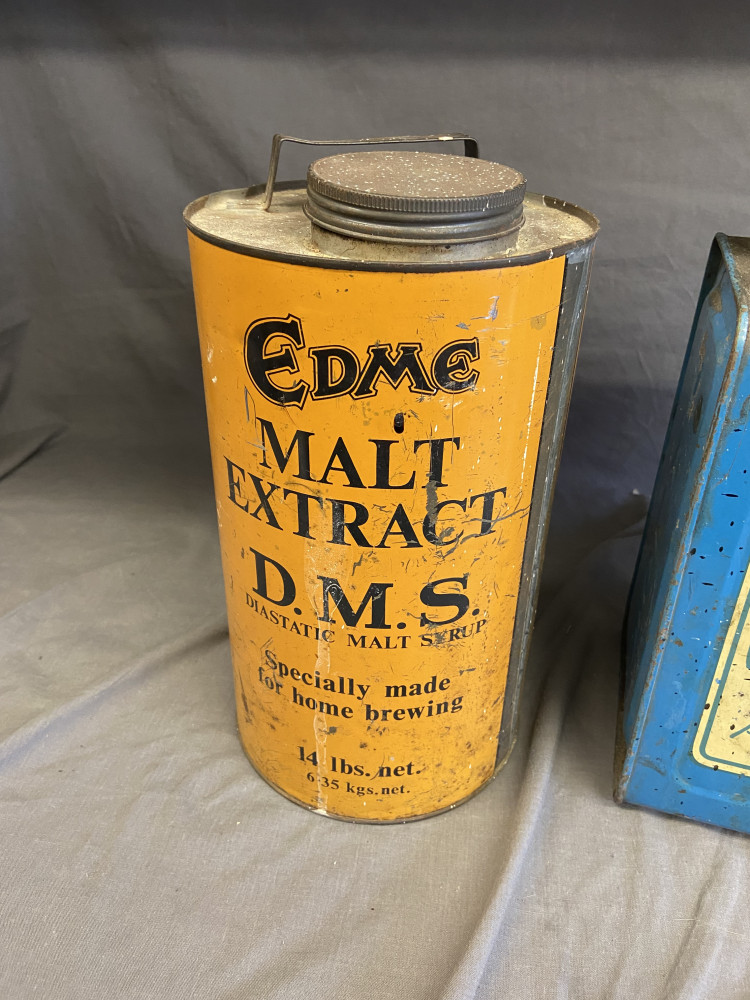 EDME
MALT
EXTRACT
D.M.S.
DIASTATIC MALT SYRUP
Specially made
for home brewing
14 lbs. net.
6·35 kgs. net.